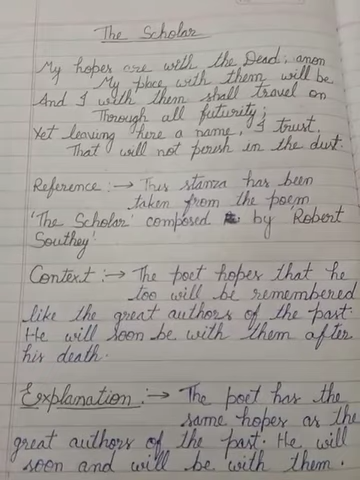 The Scholar
My hopes are with the Dead; anon
My place with them will be
And I with them shall travel on
Through all futurity;
Yet leaving here a name, I trust,
That will not perish in the dust.
Reference:→ This stanza has been
taken from the poem
'The Scholar' composed by 'Robert
Southey'
Context:→ The poet hopes that he
too will be remembered
like the great authors of the past.
He will soon be with them after
his death.
Explanation:→ The poet has the
same hopes as the
great authors of the past. He will
soon and will be with them.